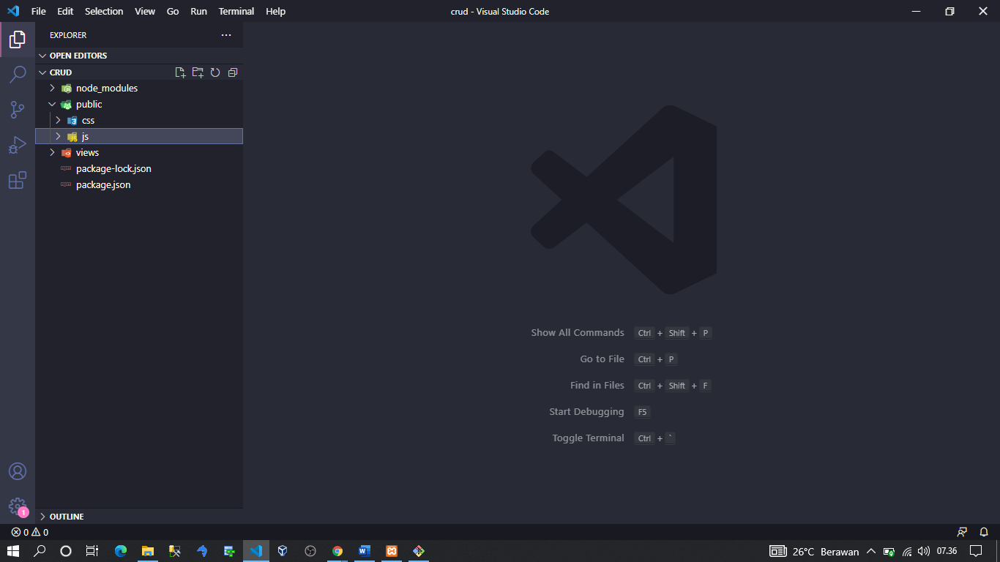 File Edit Selection View Go Run Terminal Help crud - Visual Studio Code
EXPLORER
OPEN EDITORS
CRUD
node_modules
public
css
js
views
package-lock.json
package.json
Show All Commands Ctrl + Shift + P
Go to File Ctrl + P
Find in Files Ctrl + Shift + F
Start Debugging F5
Toggle Terminal Ctrl + `
1
OUTLINE
0 0
26°C Berawan 07.36